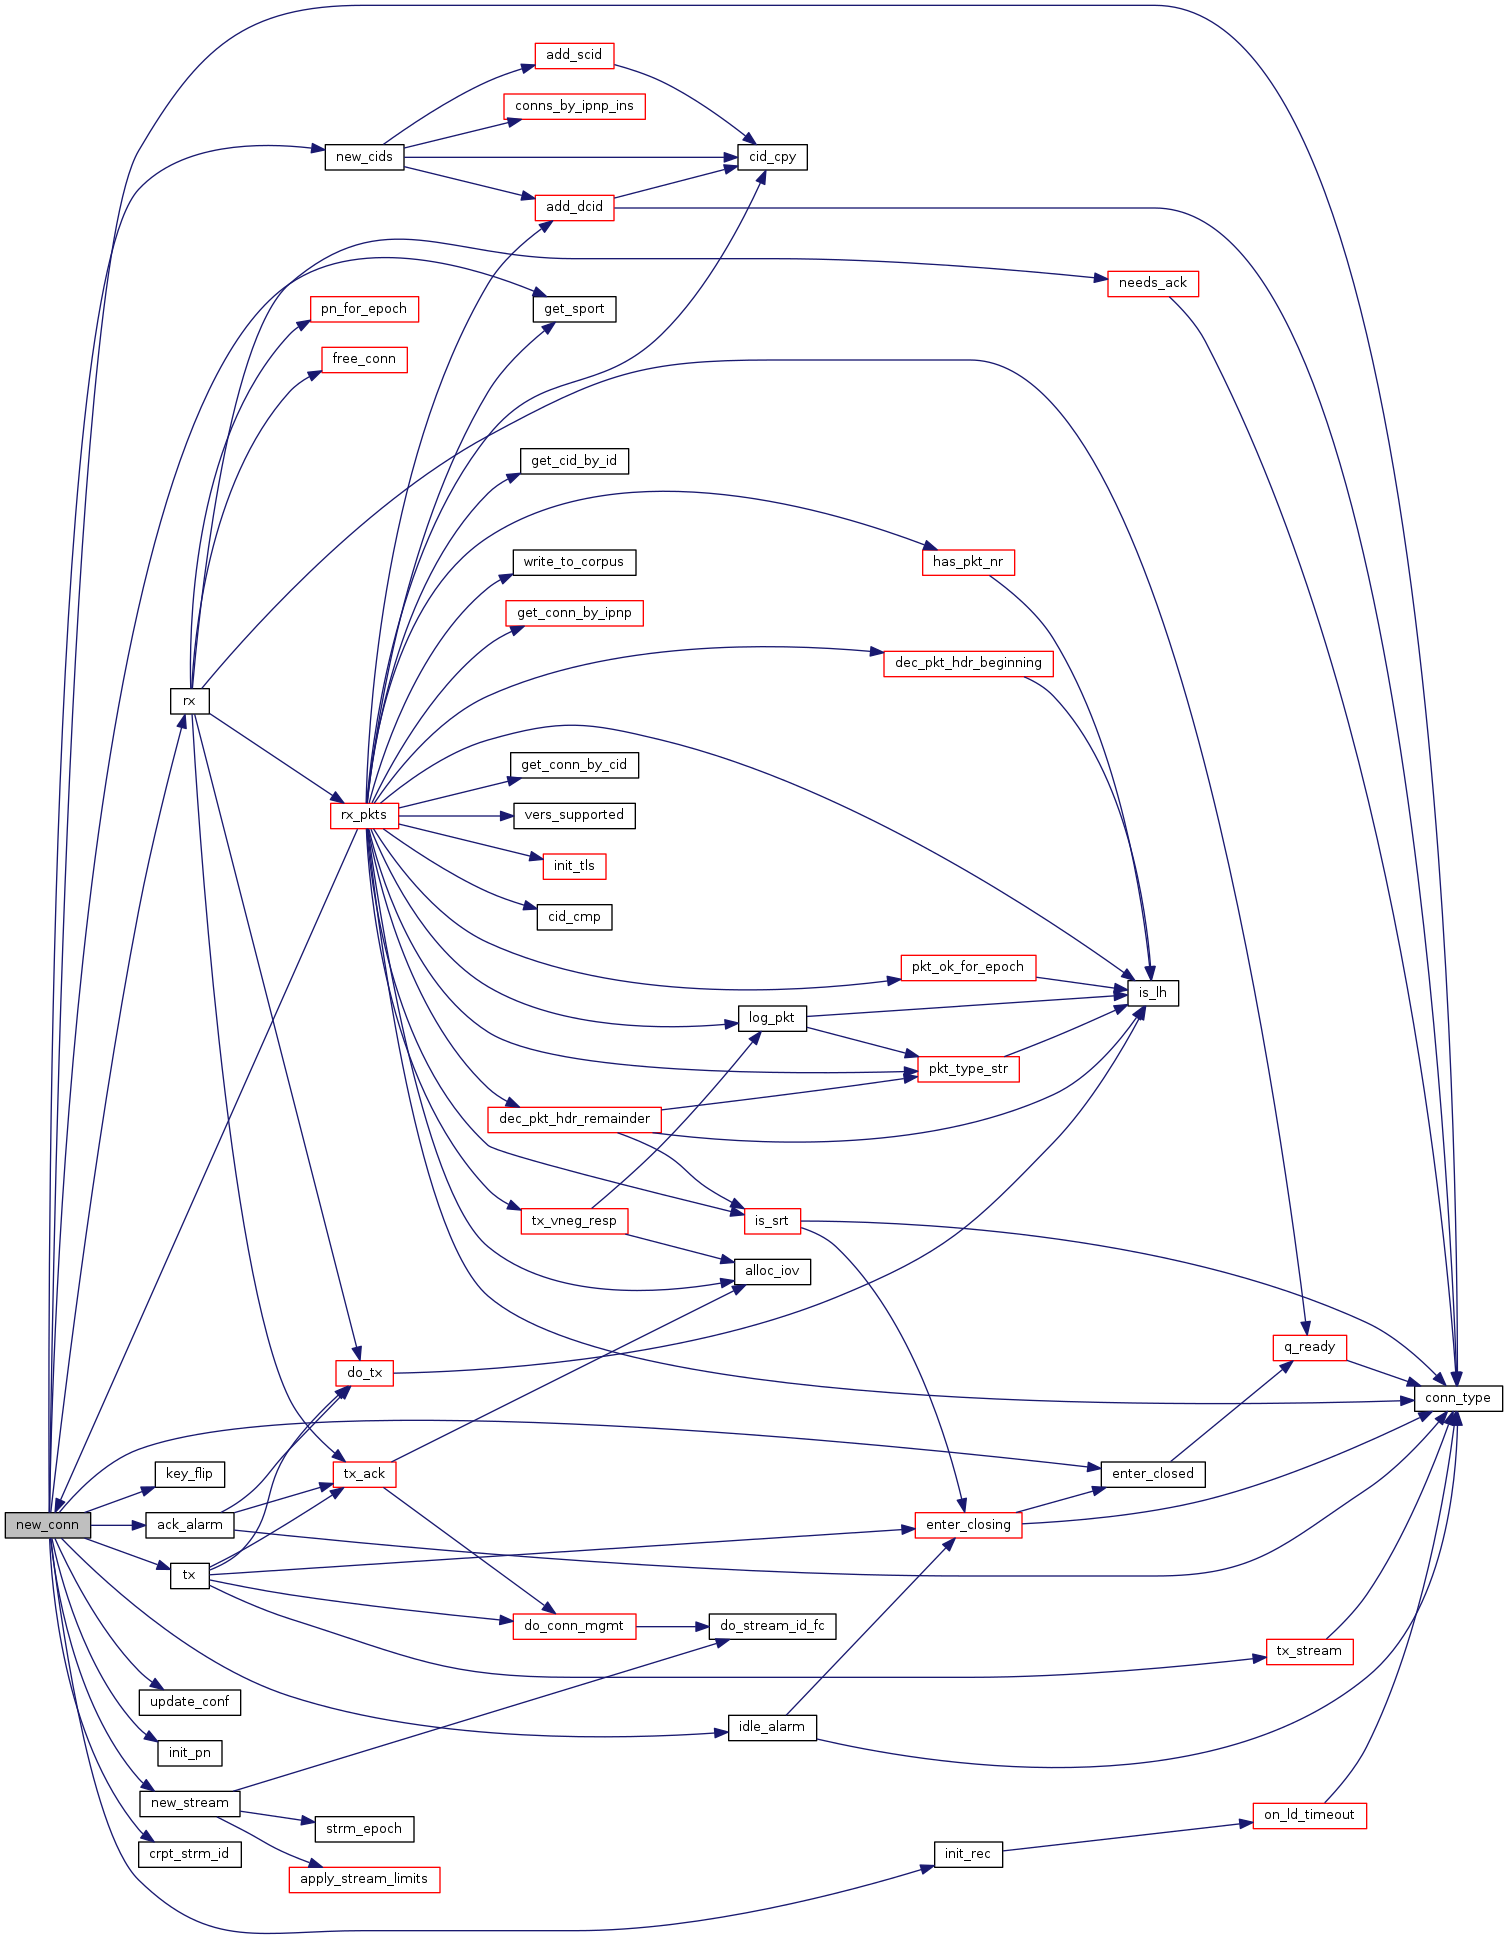 add_scid
conns_by_ipnp_ins
new_cids
cid_cpy
add_dcid
needs_ack
pn_for_epoch
get_sport
free_conn
get_cid_by_id
write_to_corpus
has_pkt_nr
get_conn_by_ipnp
dec_pkt_hdr_beginning
rx
get_conn_by_cid
rx_pkts
vers_supported
init_tls
cid_cmp
pkt_ok_for_epoch
is_lh
log_pkt
pkt_type_str
dec_pkt_hdr_remainder
tx_vneg_resp
is_srt
alloc_iov
q_ready
do_tx
conn_type
key_flip
tx_ack
enter_closed
new_conn
ack_alarm
enter_closing
tx
do_conn_mgmt
do_stream_id_fc
tx_stream
update_conf
idle_alarm
init_pn
new_stream
on_ld_timeout
strm_epoch
crpt_strm_id
init_rec
apply_stream_limits